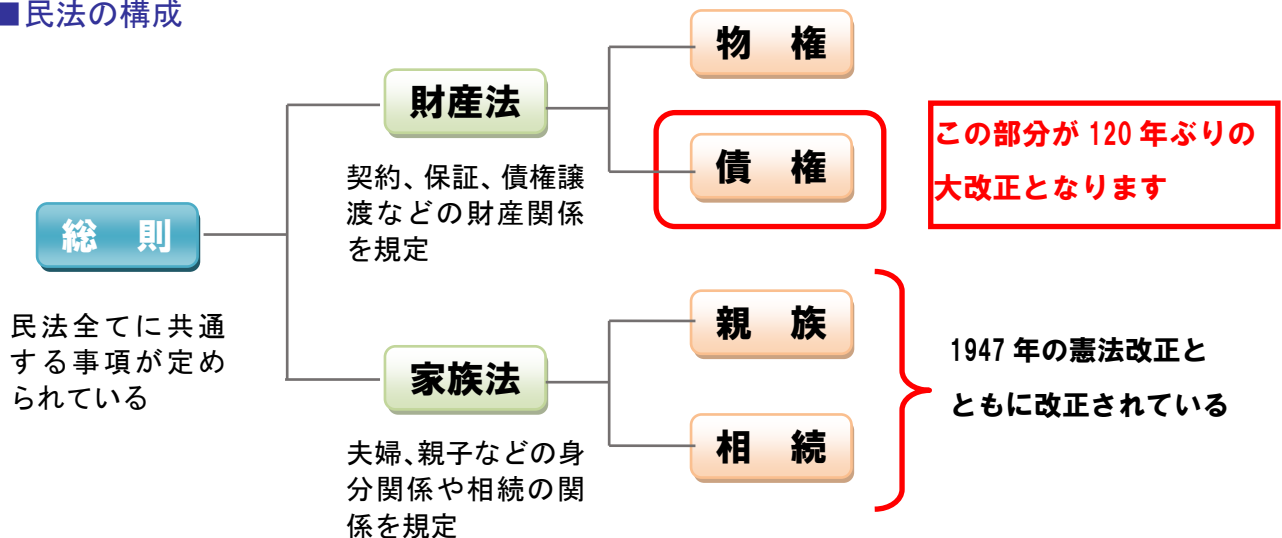 ■民法の構成
物　権
財産法
債　権
この部分が 120 年ぶりの
大改正となります
契約、保証、債権譲
渡などの財産関係
を規定
総　則
民法全てに共通
する事項が定め
られている
親　族
家族法
1947 年の憲法改正と
ともに改正されている
相　続
夫婦、親子などの身
分関係や相続の関
係を規定